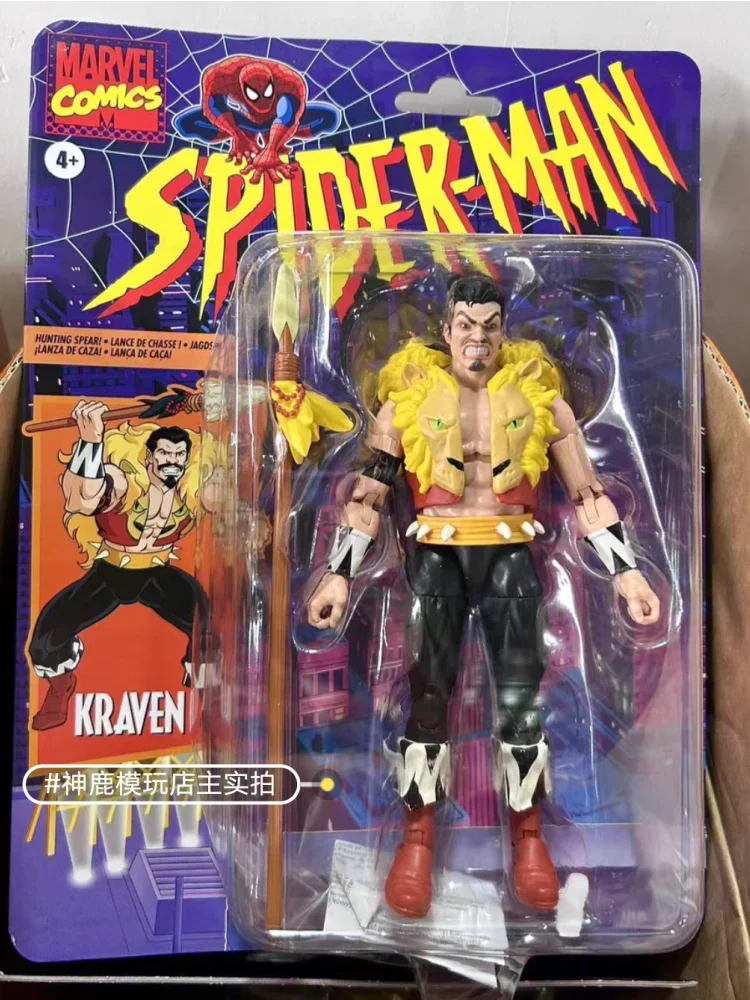 MARVEL
COMICS
M
4+
SPIDER-MAN
HUNTING SPEAR! • LANCE DE CHASSE ! •
¡LANZA DE CAZA! • LANÇA DE CAÇA!
KRAVEN
#神鹿模玩店主实拍